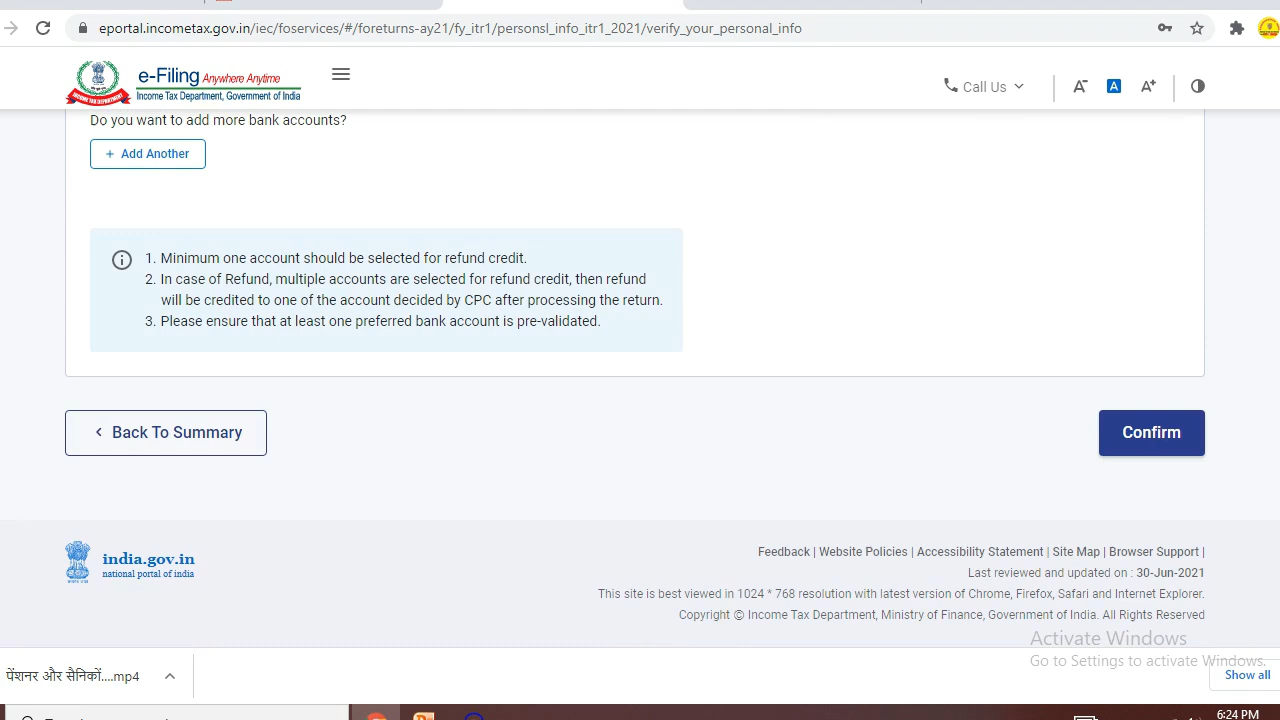 eportal.incometax.gov.in/iec/foservices/#/foreturns-ay21/fy_itr1/personsl_info_itr1_2021/verify_your_personal_info
e-Filing Anywhere Anytime
Income Tax Department, Government of India
INCOME TAX DEPARTMENT
Call Us
A-
A
A+
Do you want to add more bank accounts?
+ Add Another
1. Minimum one account should be selected for refund credit.
2. In case of Refund, multiple accounts are selected for refund credit, then refund
will be credited to one of the account decided by CPC after processing the return.
3. Please ensure that at least one preferred bank account is pre-validated.
< Back To Summary
Confirm
india.gov.in
national portal of india
Feedback | Website Policies | Accessibility Statement | Site Map | Browser Support |
Last reviewed and updated on : 30-Jun-2021
This site is best viewed in 1024 * 768 resolution with latest version of Chrome, Firefox, Safari and Internet Explorer.
Copyright © Income Tax Department, Ministry of Finance, Government of India. All Rights Reserved
Activate Windows
Go to Settings to activate Windows.
पेंशनर और सैनिकों....mp4
Show all
6:24 PM